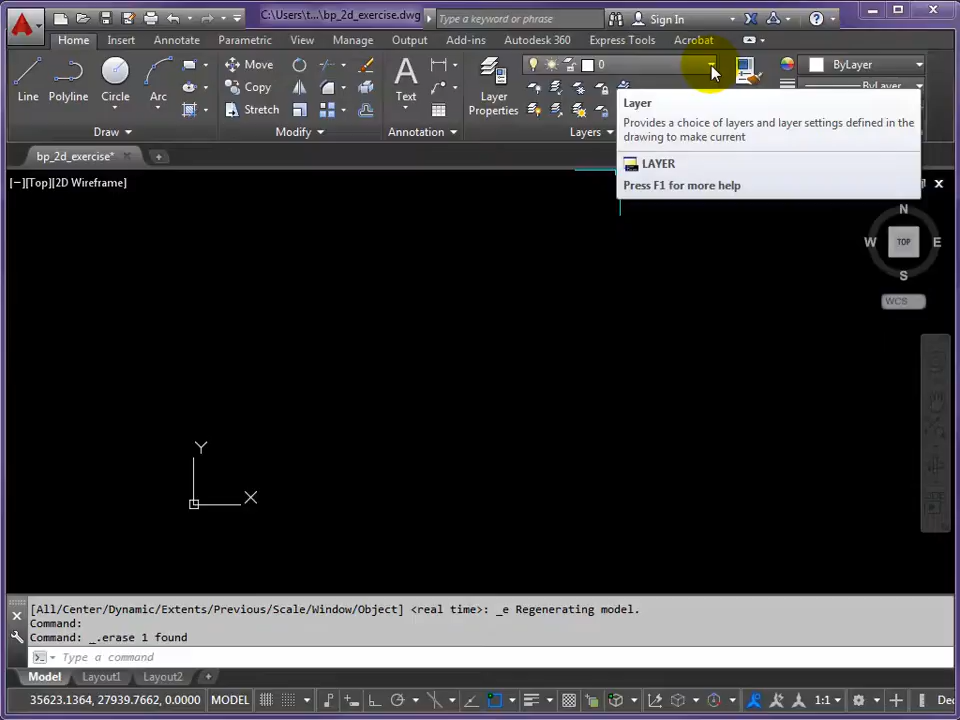 C:\Users\t...\bp_2d_exercise.dwg
Type a keyword or phrase
Sign In
Home
Insert
Annotate
Parametric
View
Manage
Output
Add-ins
Autodesk 360
Express Tools
Acrobat
Line
Polyline
Circle
Arc
Move
Copy
Stretch
Text
Layer
Properties
0
ByLayer
ByLayer
Draw
Modify
Annotation
Layers
Layer
Provides a choice of layers and layer settings defined in the
drawing to make current
LAYER
Press F1 for more help
bp_2d_exercise*
[−][Top][2D Wireframe]
N
W
TOP
E
S
WCS
Y
X
[All/Center/Dynamic/Extents/Previous/Scale/Window/Object] <real time>: _e Regenerating model.
Command:
Command: _.erase 1 found
Type a command
Model
Layout1
Layout2
35623.1364, 27939.7662, 0.0000
MODEL
1:1